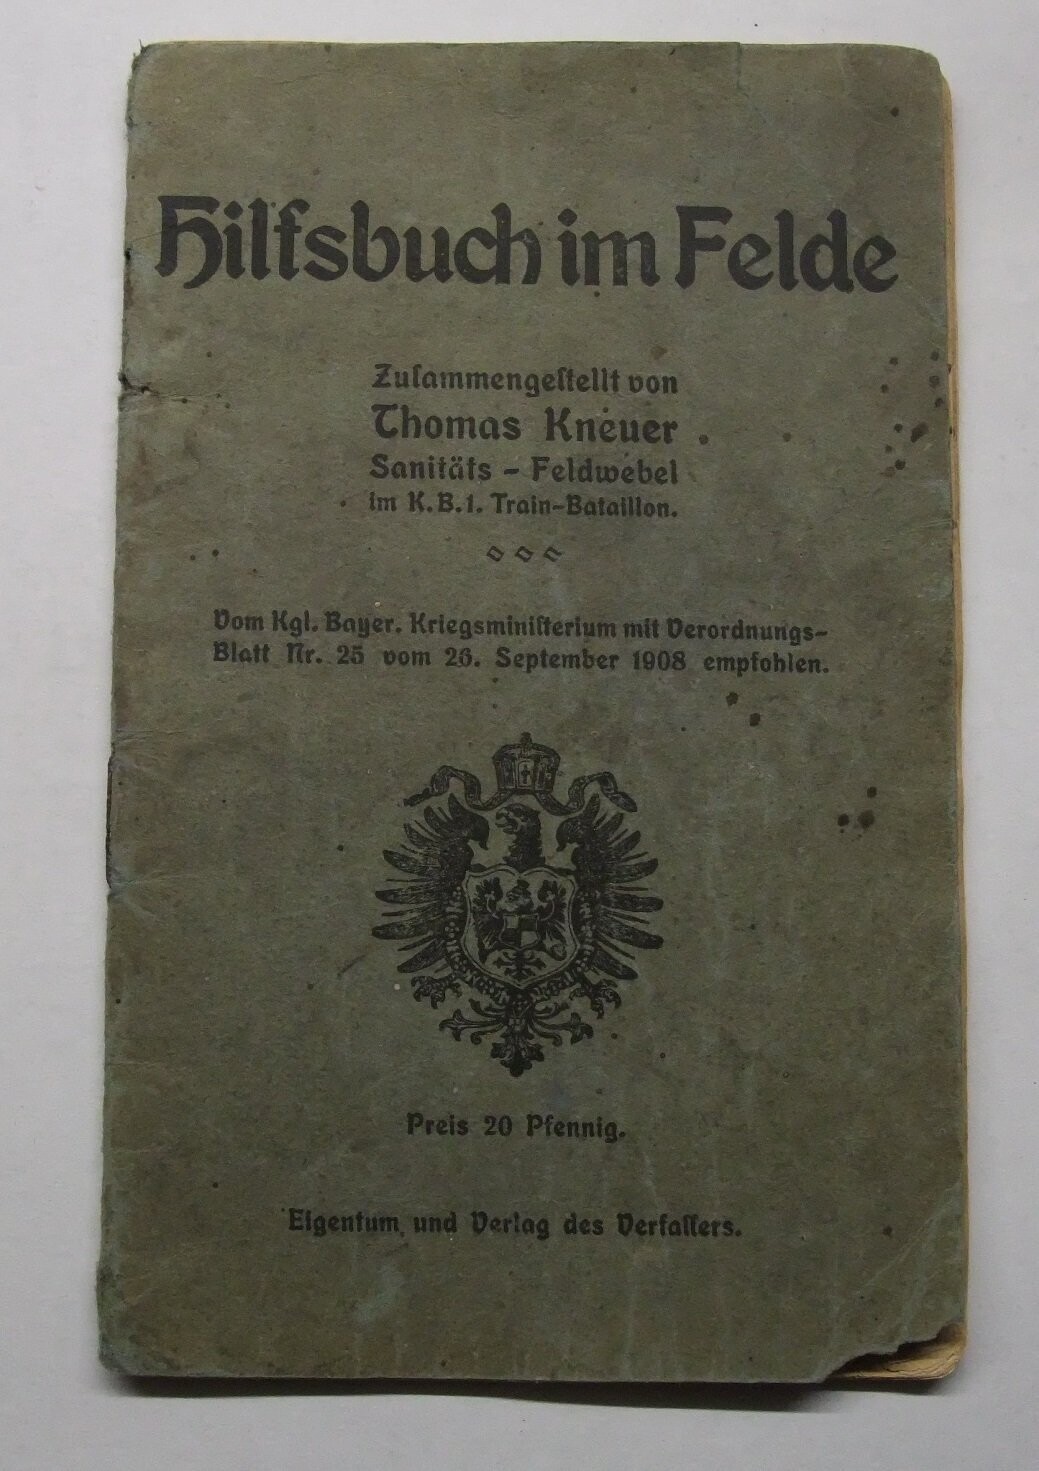 Hilfsbuch im Felde
Zuſammengeſtellt von
Thomas Kneuer
Sanitäts - Feldwebel
im K. B. 1. Train-Bataillon.
Vom Kgl. Bayer. Kriegsminiſterium mit Verordnungs-
Blatt Nr. 25 vom 26. September 1908 empfohlen.
Preis 20 Pfennig.
Eigentum und Verlag des Verfaſſers.